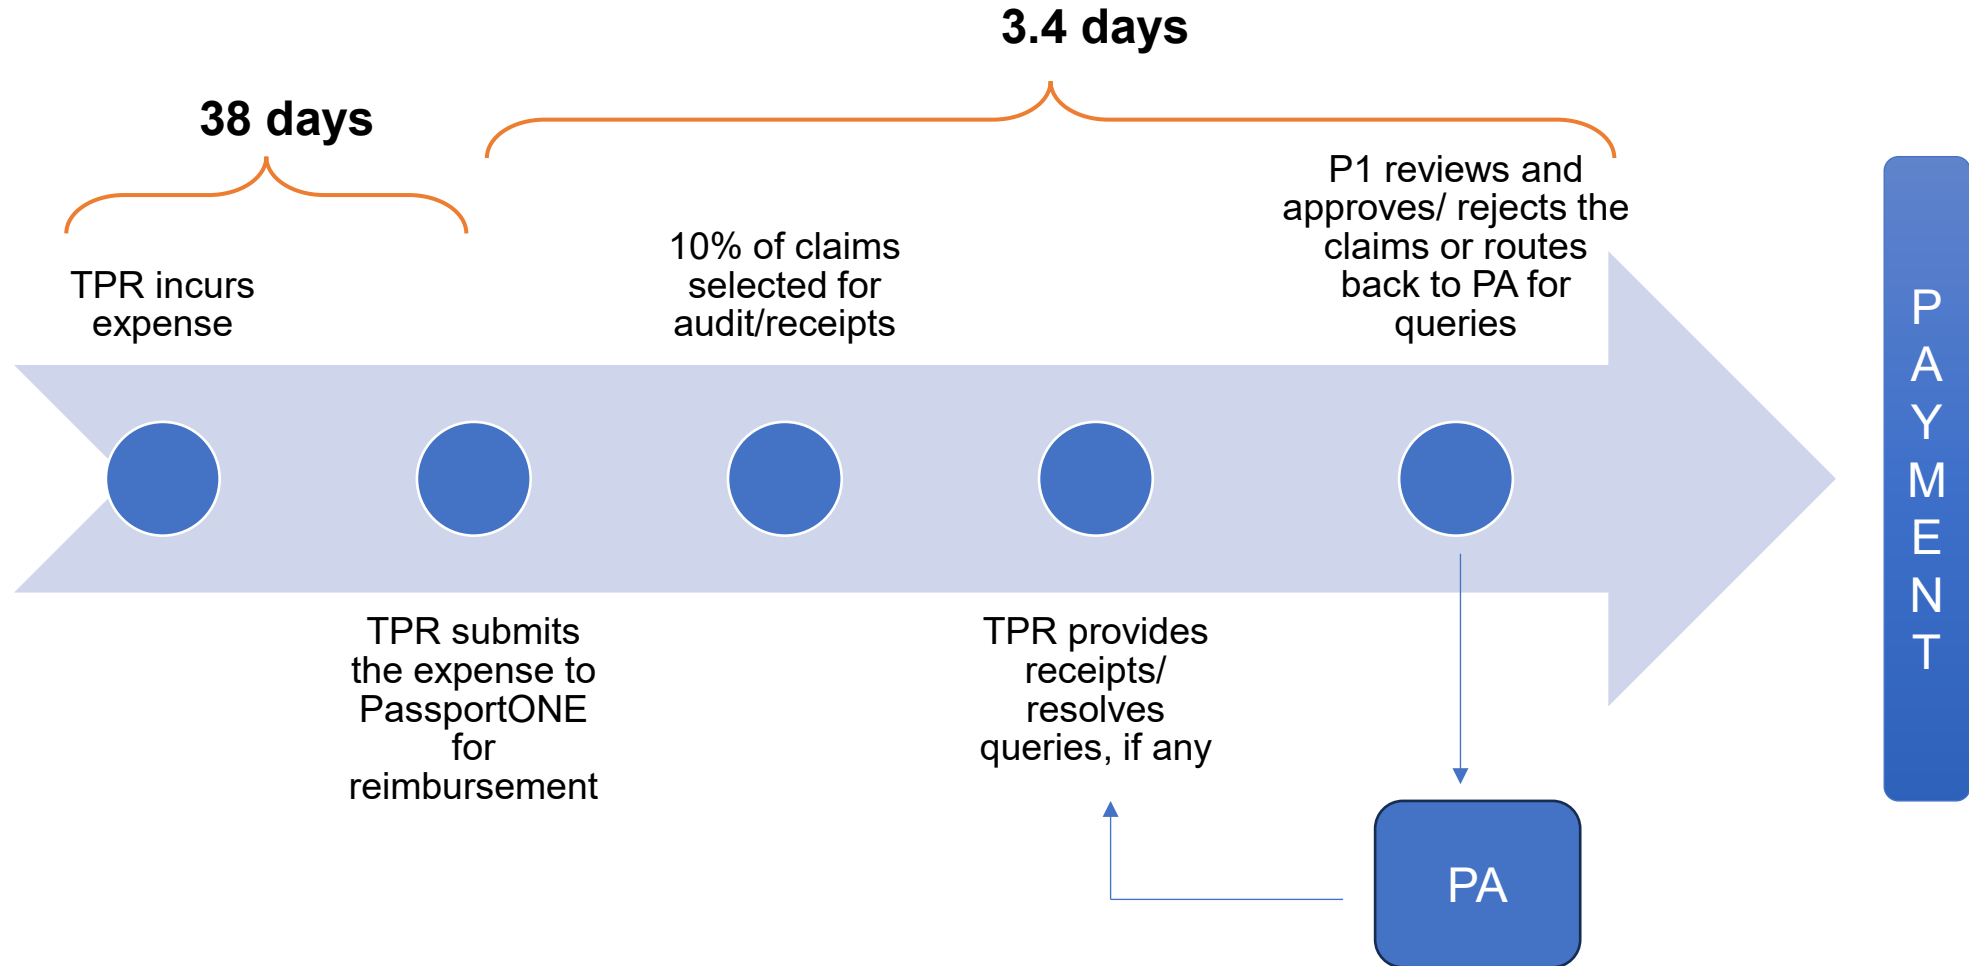 3.4 days
38 days
TPR incurs
expense
10% of claims
selected for
audit/receipts
P1 reviews and
approves/ rejects the
claims or routes
back to PA for
queries
TPR submits
the expense to
PassportONE
for
reimbursement
TPR provides
receipts/
resolves
queries, if any
PA
P
A
Y
M
E
N
T